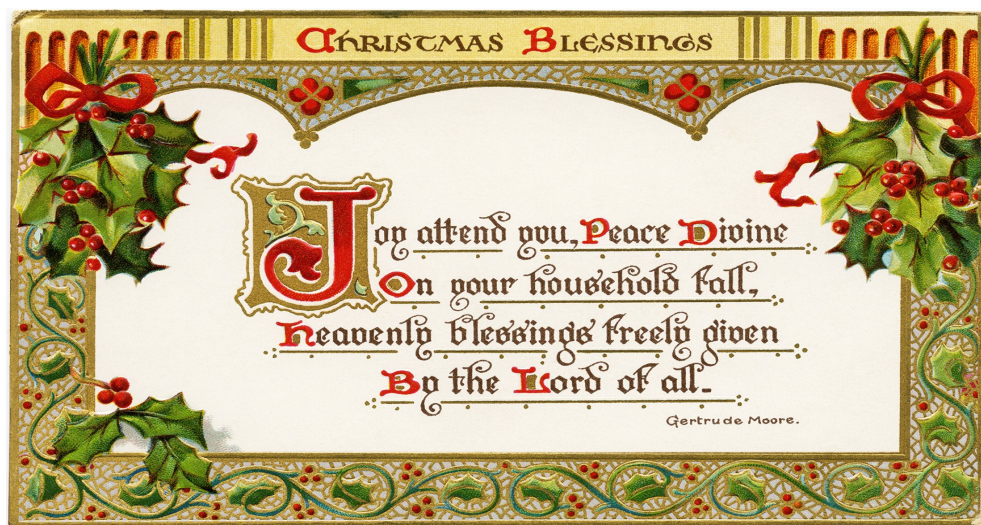 Christmas Blessings
Joy attend you, Peace Divine
On your household fall,
Heavenly blessings freely given
By the Lord of all.
Gertrude Moore.